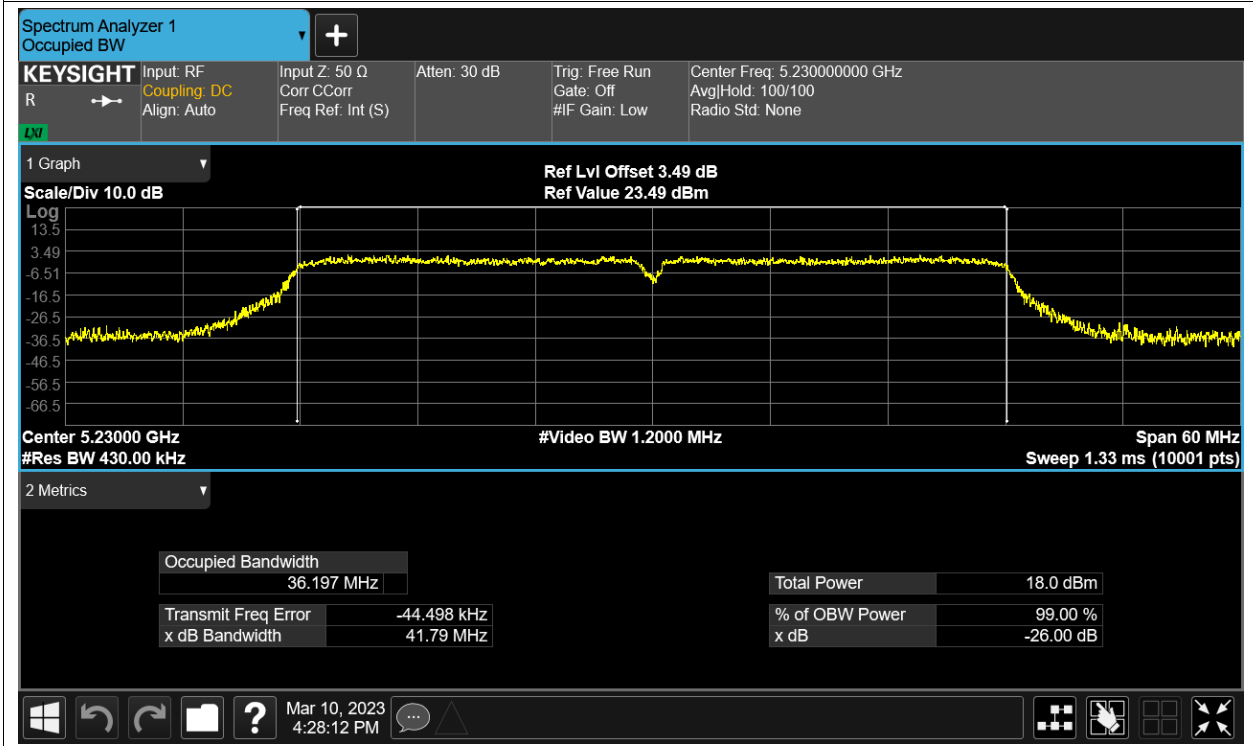 Spectrum Analyzer 1
Occupied BW
KEYSIGHT Input: RF Input Z: 50 Ω Atten: 30 dB Trig: Free Run Center Freq: 5.230000000 GHz
R Coupling: DC Corr CCorr Gate: Off Avg|Hold: 100/100
Align: Auto Freq Ref: Int (S) #IF Gain: Low Radio Std: None
LXI
1 Graph
Ref Lvl Offset 3.49 dB
Scale/Div 10.0 dB Ref Value 23.49 dBm
Log
13.5
3.49
-6.51
-16.5
-26.5
-36.5
-46.5
-56.5
-66.5
Center 5.23000 GHz #Video BW 1.2000 MHz Span 60 MHz
#Res BW 430.00 kHz Sweep 1.33 ms (10001 pts)
2 Metrics
Occupied Bandwidth
36.197 MHz Total Power 18.0 dBm
Transmit Freq Error -44.498 kHz % of OBW Power 99.00 %
x dB Bandwidth 41.79 MHz x dB -26.00 dB
? Mar 10, 2023
4:28:12 PM